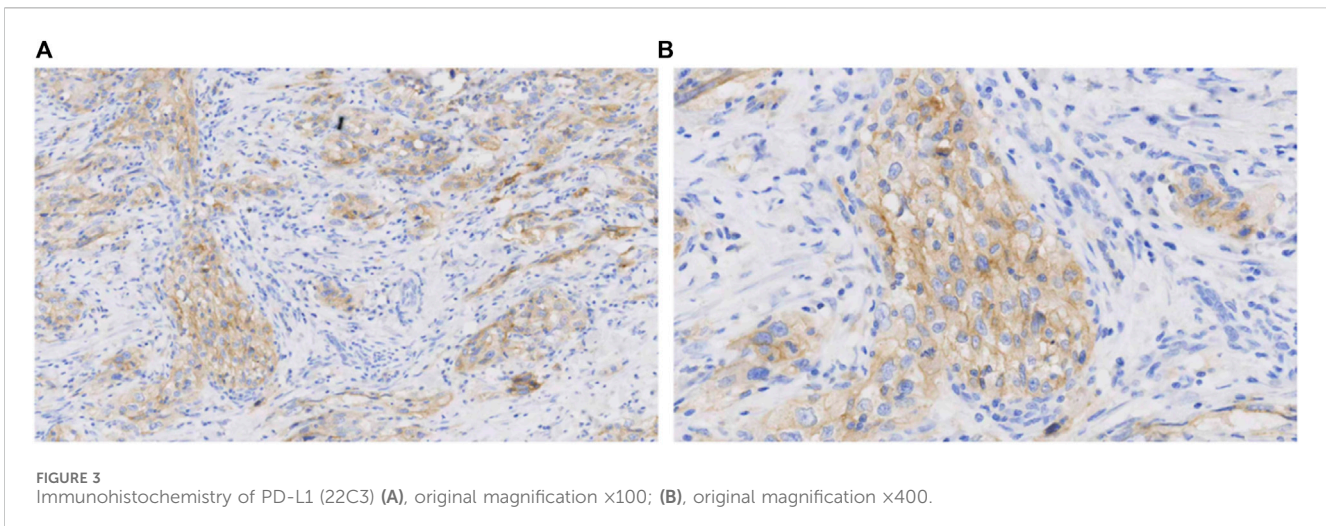 A
B
FIGURE 3
Immunohistochemistry of PD-L1 (22C3) (A), original magnification ×100; (B), original magnification ×400.